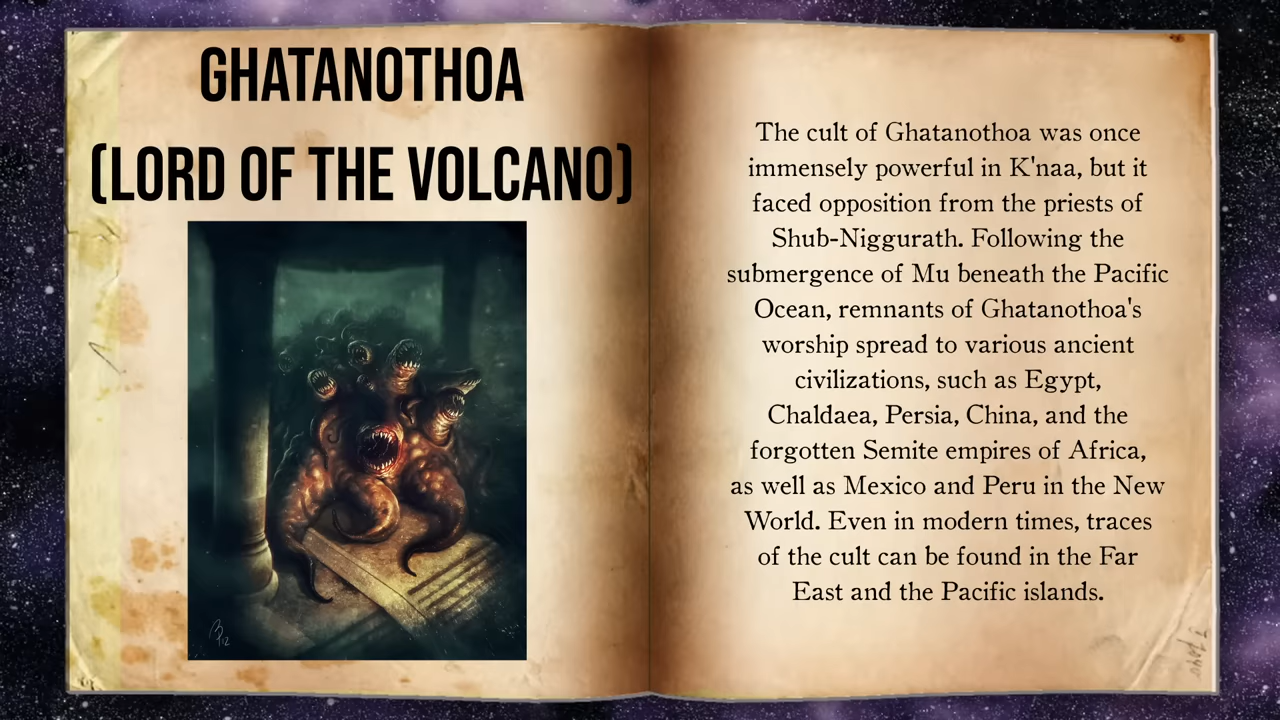 GHATANOTHOA
(LORD OF THE VOLCANO)
The cult of Ghatanothoa was once
immensely powerful in K'naa, but it
faced opposition from the priests of
Shub-Niggurath. Following the
submergence of Mu beneath the Pacific
Ocean, remnants of Ghatanothoa's
worship spread to various ancient
civilizations, such as Egypt,
Chaldaea, Persia, China, and the
forgotten Semite empires of Africa,
as well as Mexico and Peru in the New
World. Even in modern times, traces
of the cult can be found in the Far
East and the Pacific islands.